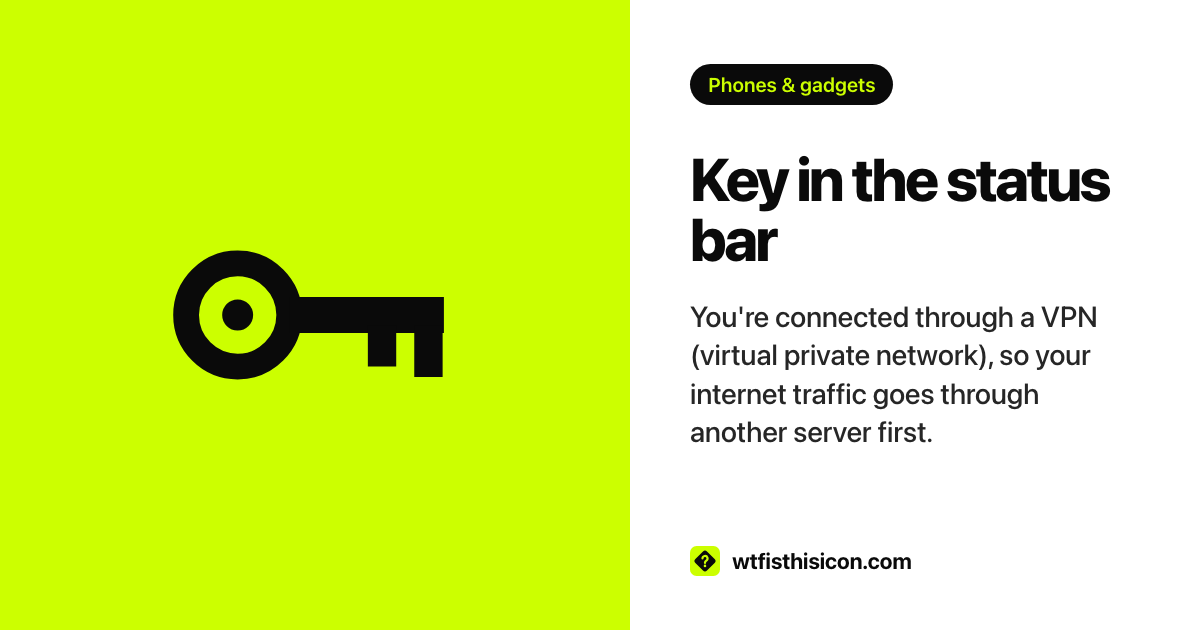 Phones & gadgets
Key in the status
bar
You're connected through a VPN
(virtual private network), so your
internet traffic goes through
another server first.
?
wtfisthisicon.com